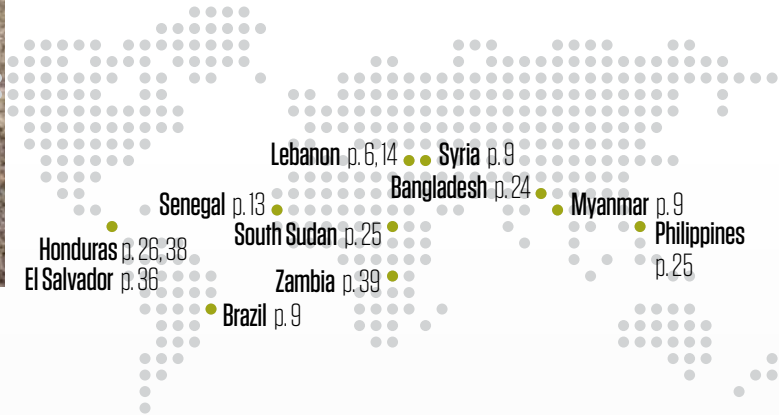 Lebanon p. 6, 14
Syria p. 9
Bangladesh p. 24
Senegal p. 13
Myanmar p. 9
South Sudan p. 25
Philippines
p. 25
Honduras p. 26, 38
El Salvador p. 36
Zambia p. 39
Brazil p. 9